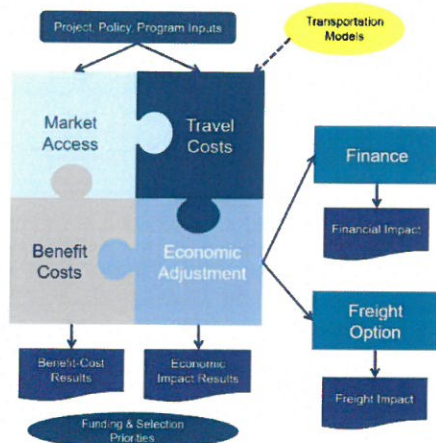 Project, Policy, Program Inputs
Transportation
Models
Market
Access
Travel
Costs
Finance
Financial Impact
Benefit
Costs
Economic
Adjustment
Freight
Option
Benefit-Cost
Results
Economic
Impact Results
Freight Impact
Funding & Selection
Priorities